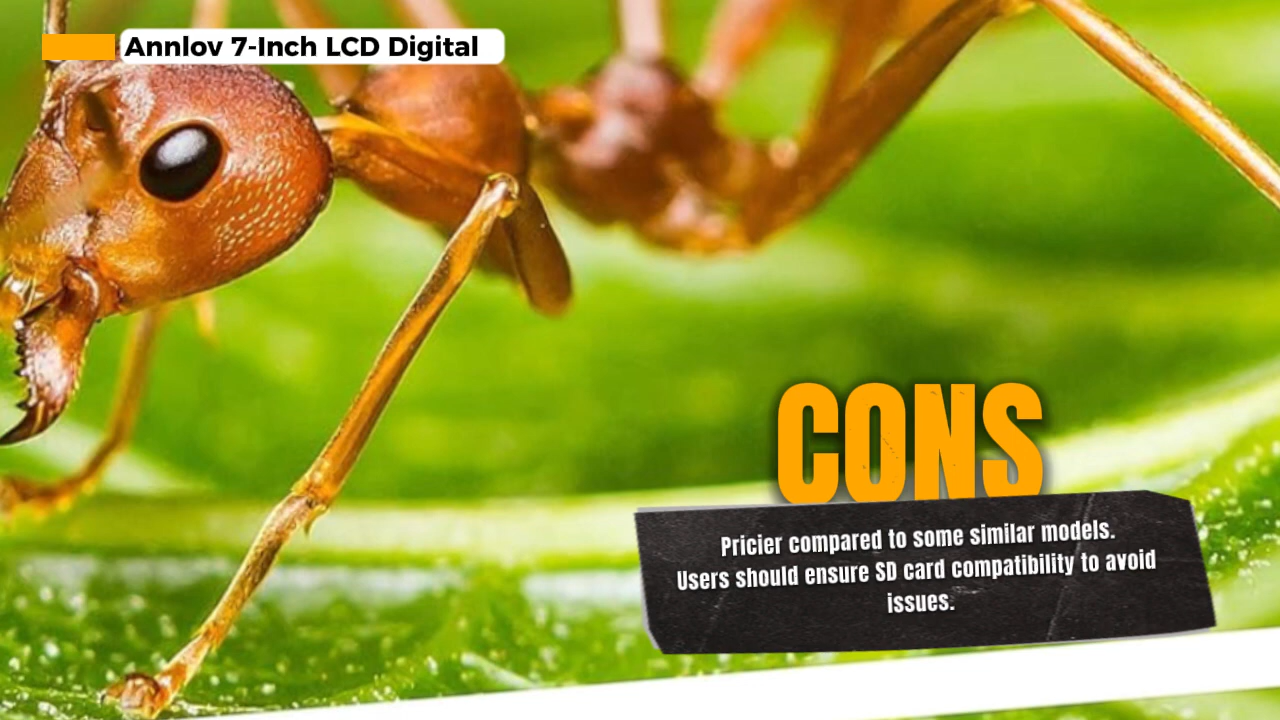 Annlov 7-Inch LCD Digital
CONS
Pricier compared to some similar models.
Users should ensure SD card compatibility to avoid
issues.